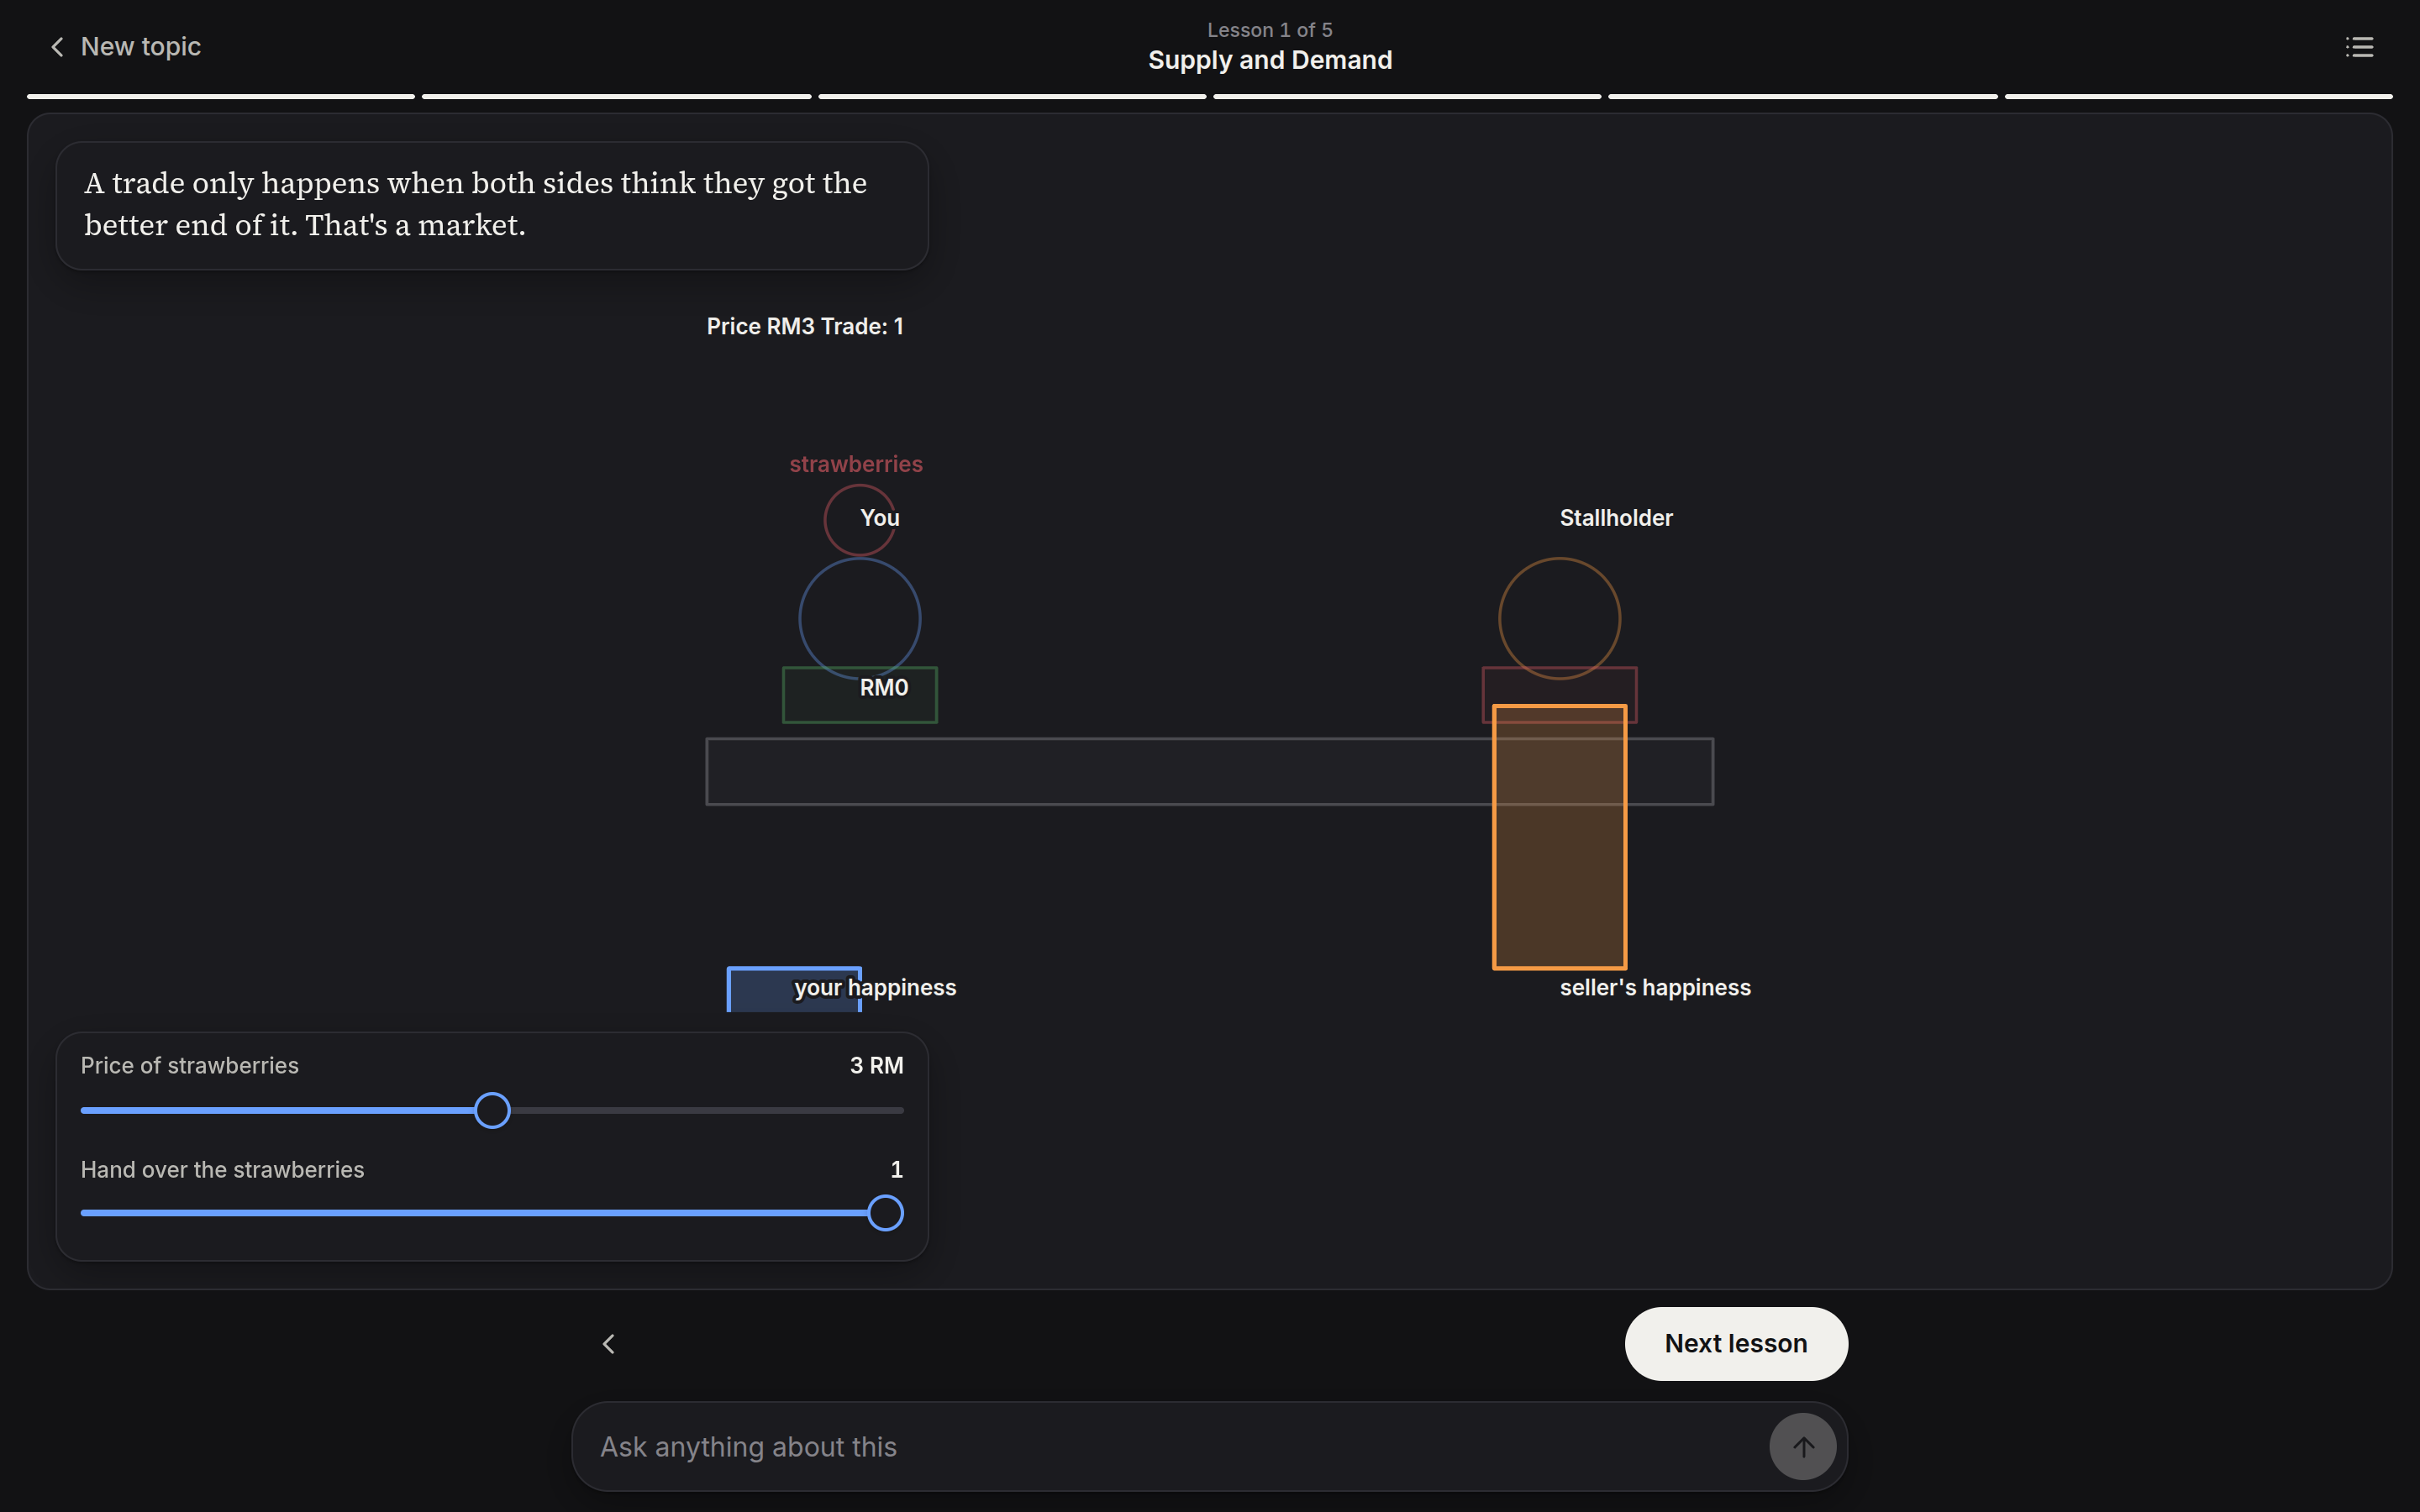 New topic
Lesson 1 of 5
Supply and Demand
A trade only happens when both sides think they got the
better end of it. That's a market.
Price RM3 Trade: 1
strawberries
You
Stallholder
RM0
your happiness
seller's happiness
Price of strawberries
3 RM
Hand over the strawberries
1
Next lesson
Ask anything about this